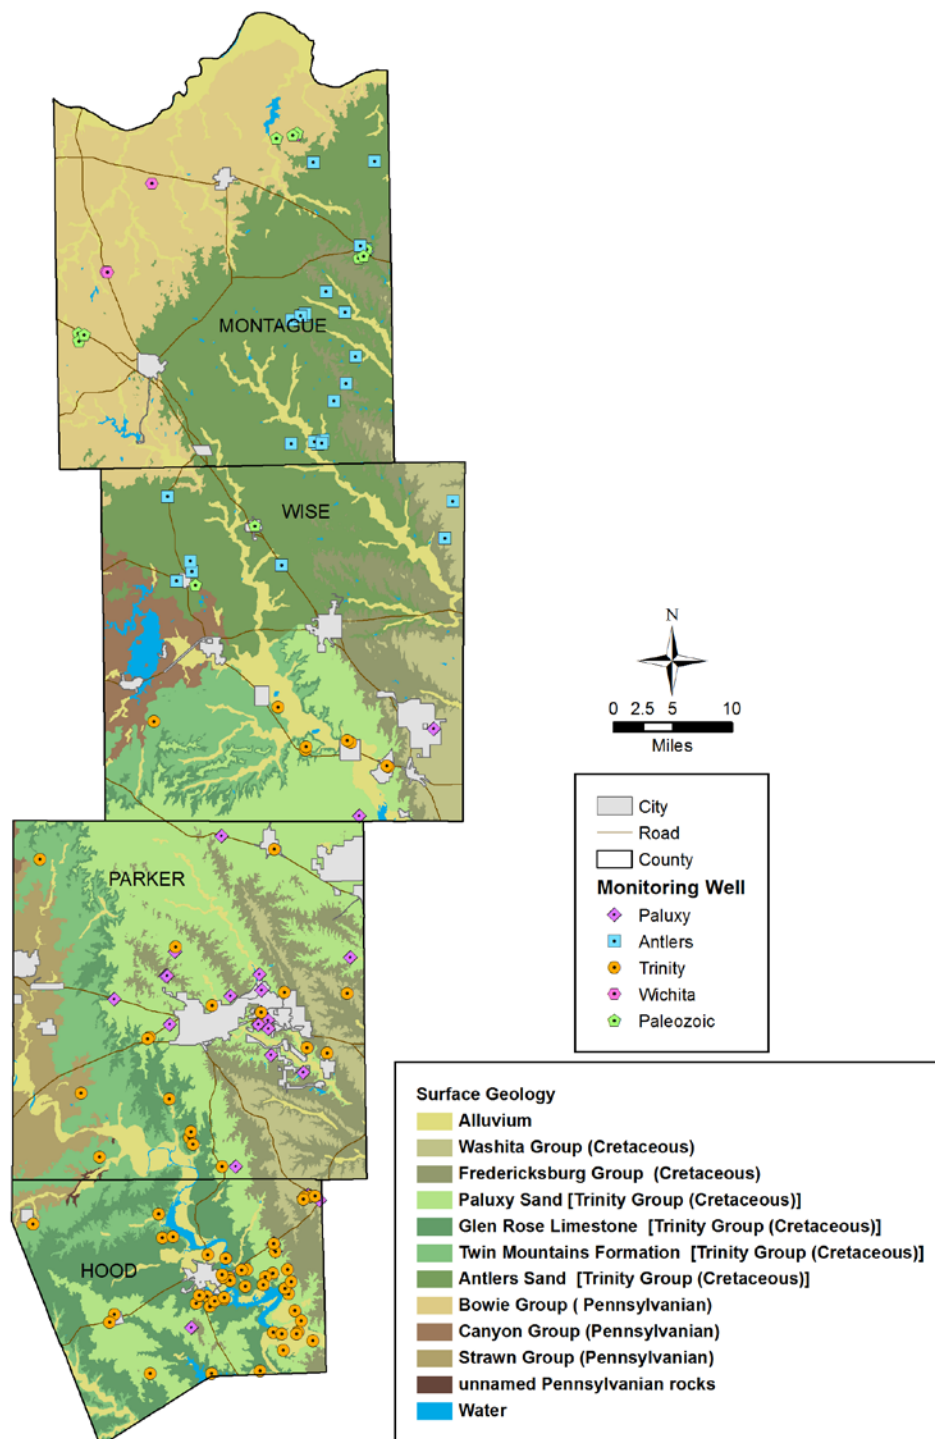 MONTAGUE
WISE
PARKER
HOOD
N
0 2.5 5 10
Miles
City
Road
County
Monitoring Well
Paluxy
Antlers
Trinity
Wichita
Paleozoic
Surface Geology
Alluvium
Washita Group (Cretaceous)
Fredericksburg Group (Cretaceous)
Paluxy Sand [Trinity Group (Cretaceous)]
Glen Rose Limestone [Trinity Group (Cretaceous)]
Twin Mountains Formation [Trinity Group (Cretaceous)]
Antlers Sand [Trinity Group (Cretaceous)]
Bowie Group ( Pennsylvanian)
Canyon Group (Pennsylvanian)
Strawn Group (Pennsylvanian)
unnamed Pennsylvanian rocks
Water